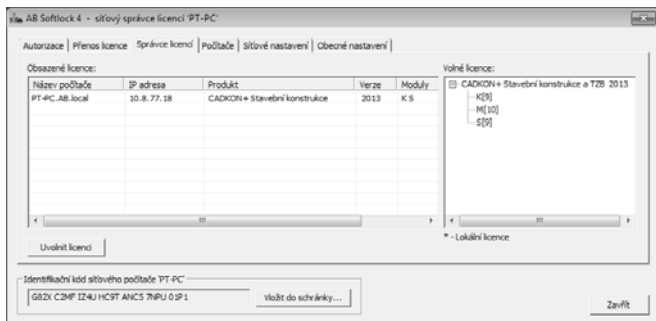 AB Softlock 4 - síťový správce licencí 'PT-PC'
Autorizace Přenos licence Správce licencí Počítače Síťové nastavení Obecné nastavení
Obsazené licence:
Volné licence:
Název počítače IP adresa Produkt Verze Moduly
PT-PC.AB.local 10.8.77.18 CADKON+ Stavební konstrukce 2013 K S
CADKON+ Stavební konstrukce a TZB 2013
K[9]
M[10]
S[9]
Uvolnit licenci
* - Lokální licence
Identifikační kód síťového počítače 'PT-PC'
G82X C2MF IZ4U HC9T ANC5 7NPU 01P1
Vložit do schránky...
Zavřít